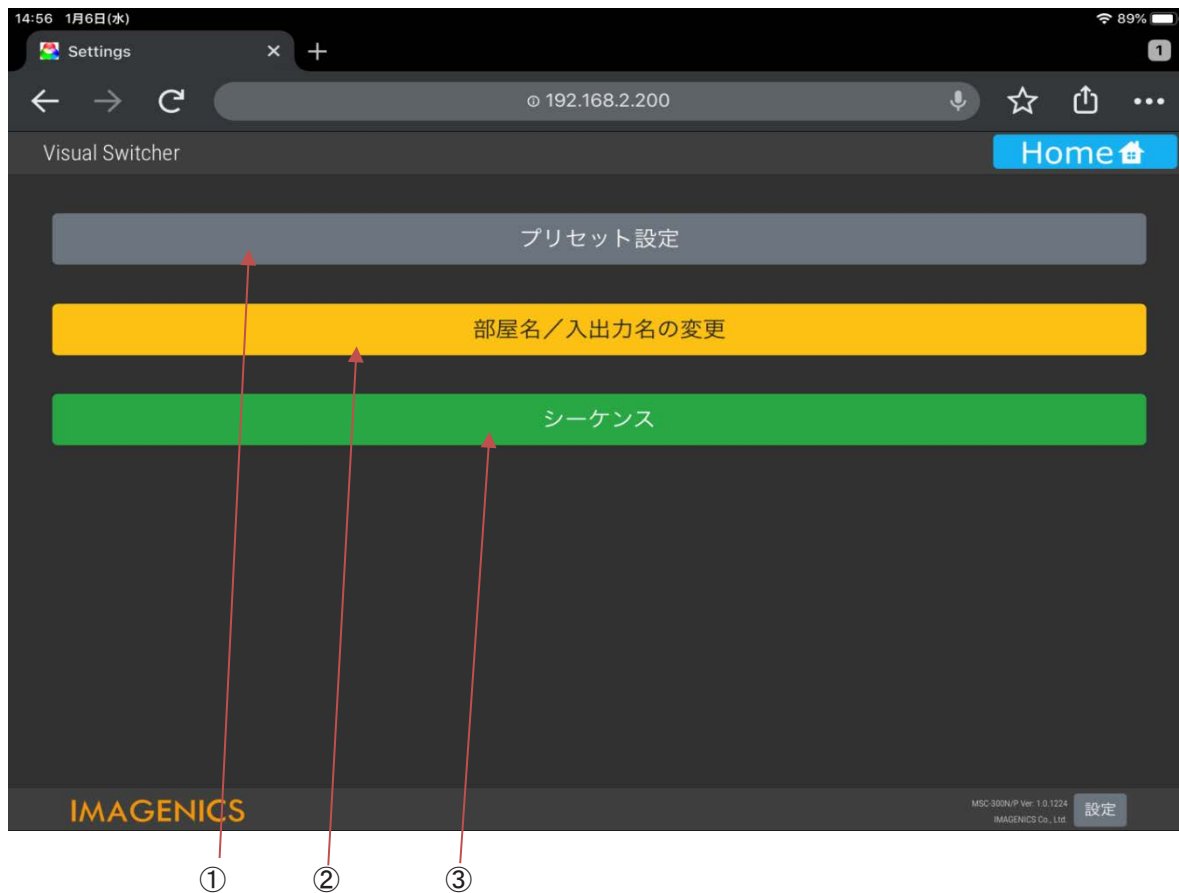 14:56 1月6日(水)
89%
Settings
1
192.168.2.200
Visual Switcher
Home
プリセット設定
部屋名／入出力名の変更
シーケンス
IMAGENICS
MSC-300N/P Ver: 1.0.1224
IMAGENICS Co., Ltd.
設定
① ② ③